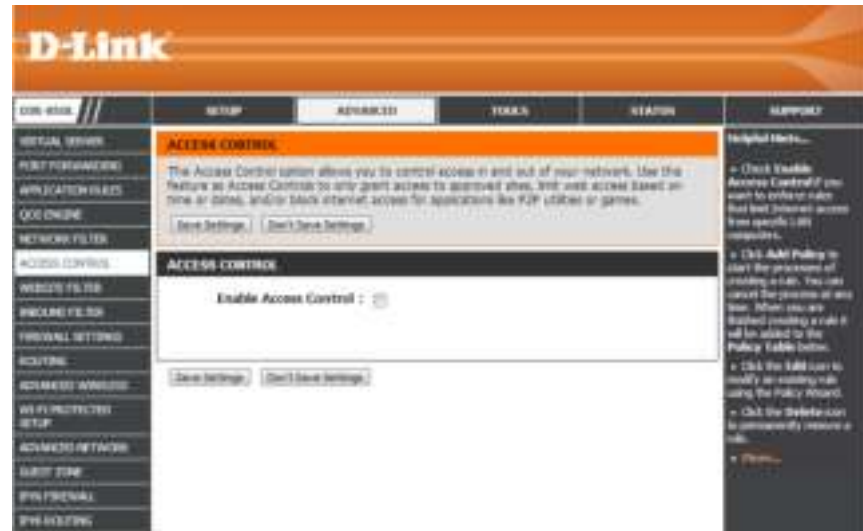 D-Link
SETUP
ADVANCED
TOOLS
STATUS
SUPPORT
VIRTUAL SERVER
PORT FORWARDING
APPLICATION RULES
QOS ENGINE
NETWORK FILTER
ACCESS CONTROL
WEBSITE FILTER
INBOUND FILTER
FIREWALL SETTINGS
ROUTING
ADVANCED WIRELESS
WI-FI PROTECTED
SETUP
ADVANCED NETWORK
GUEST ZONE
IPV6 FIREWALL
IPV6 ROUTING
ACCESS CONTROL
The Access Control option allows you to control access in and out of your network. Use this
feature as Access Controls to only grant access to approved sites, limit web access based on
time or dates, and/or block internet access for applications like P2P utilities or games.
Save Settings
Don't Save Settings
ACCESS CONTROL
Enable Access Control :
Save Settings
Don't Save Settings
Helpful Hints...
• Check Enable
Access Control if you
want to enforce rules
that limit Internet access
from specific LAN
computers.
• Click Add Policy to
start the processes of
creating a rule. You can
cancel the process at any
time. When you are
finished creating a rule it
will be added to the
Policy Table below.
• Click the Edit icon to
modify an existing rule
using the Policy Wizard.
• Click the Delete icon
to permanently remove a
rule.
• More...